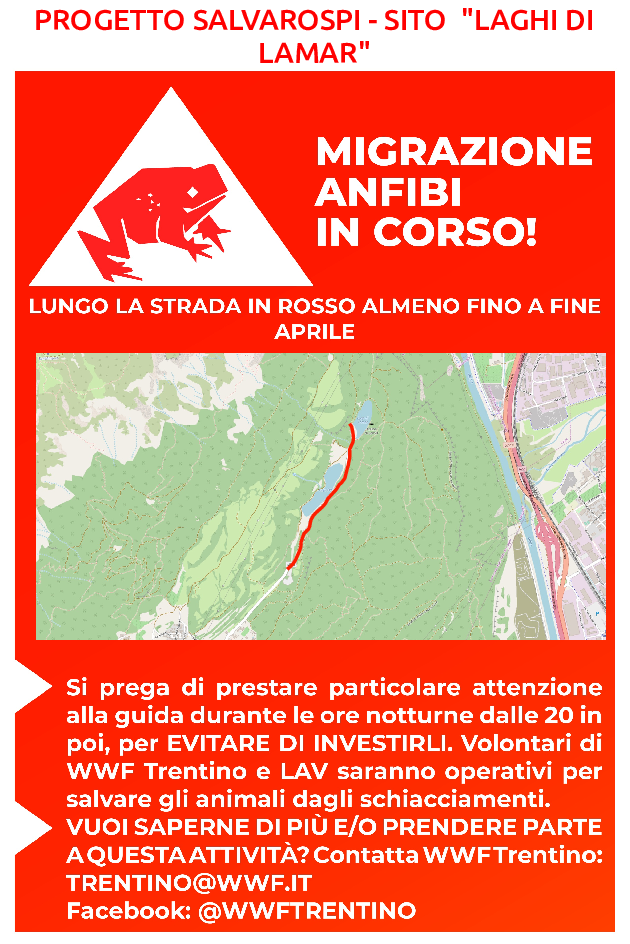 PROGETTO SALVAROSPI - SITO "LAGHI DI
LAMAR"
MIGRAZIONE
ANFIBI
IN CORSO!
LUNGO LA STRADA IN ROSSO ALMENO FINO A FINE
APRILE
P
Si prega di prestare particolare attenzione
alla guida durante le ore notturne dalle 20 in
poi, per EVITARE DI INVESTIRLI. Volontari di
WWF Trentino e LAV saranno operativi per
salvare gli animali dagli schiacciamenti.
VUOI SAPERNE DI PIÙ E/O PRENDERE PARTE
A QUESTA ATTIVITÀ? Contatta WWF Trentino:
TRENTINO@WWF.IT
Facebook: @WWFTRENTINO